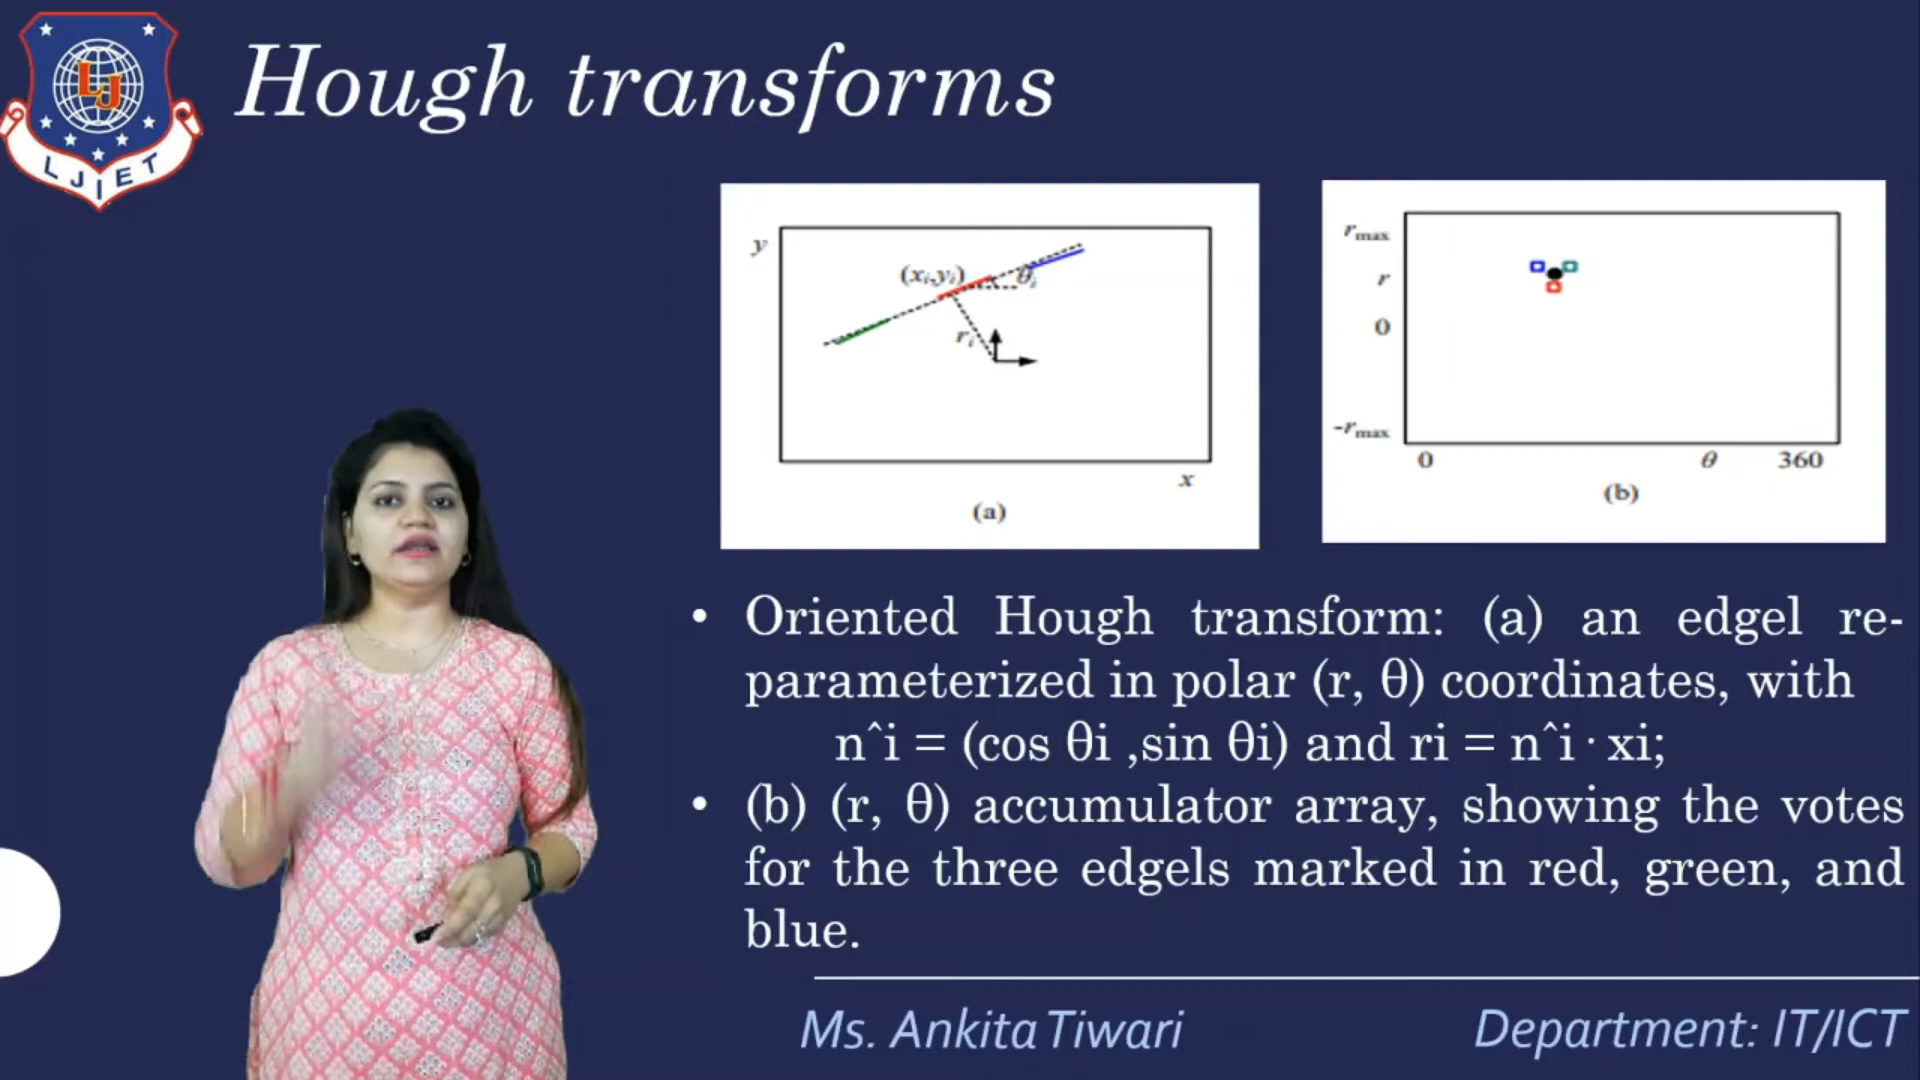 LJ
LJIET
Hough transforms
y
(xᵢ,yᵢ)
θᵢ
rᵢ
x
(a)
rmax
r
0
-rmax
0
θ
360
(b)
• Oriented Hough transform: (a) an edgel re-
parameterized in polar (r, θ) coordinates, with
nˆi = (cos θi ,sin θi) and ri = nˆi · xi;
• (b) (r, θ) accumulator array, showing the votes
for the three edgels marked in red, green, and
blue.
Ms. Ankita Tiwari
Department: IT/ICT